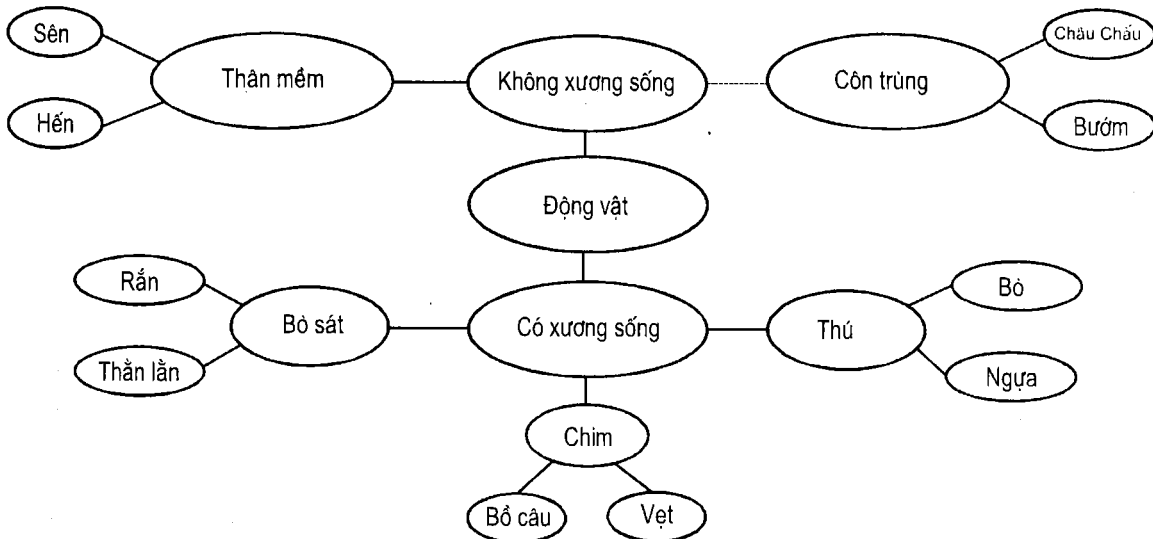 Sên
Châu Chấu
Thân mềm
Không xương sống
Côn trùng
Hến
Bướm
Động vật
Rắn
Bò
Bò sát
Có xương sống
Thú
Thằn lằn
Ngựa
Chim
Bồ câu
Vẹt